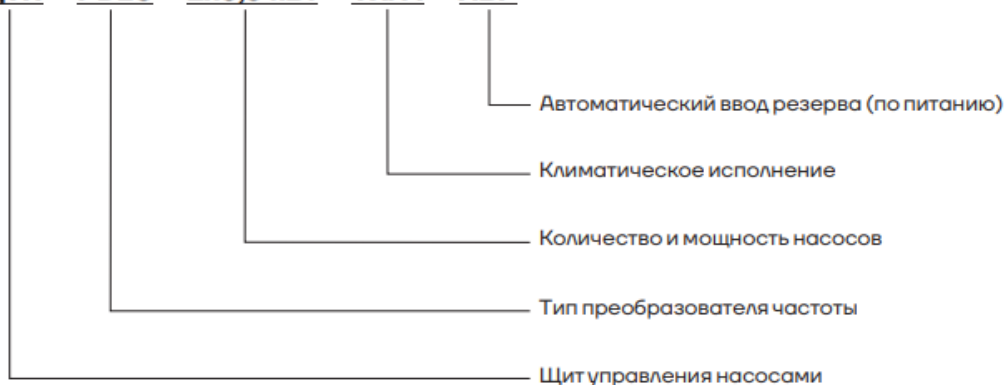 Автоматический ввод резерва (по питанию)
Климатическое исполнение
Количество и мощность насосов
Тип преобразователя частоты
Щит управления насосами